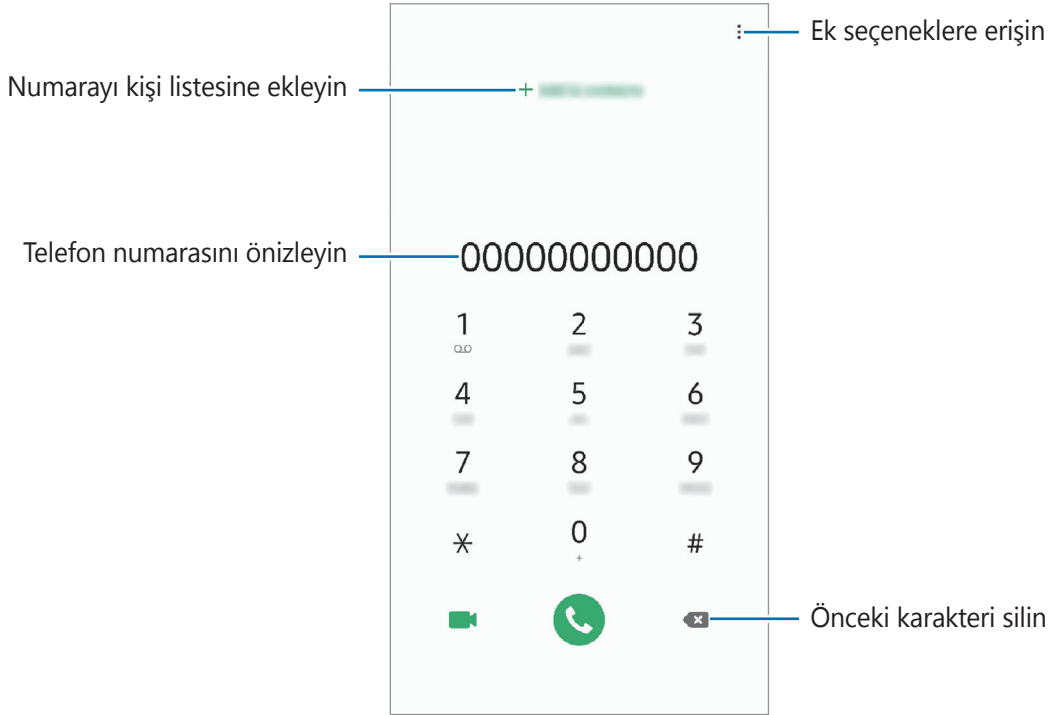 Ek seçeneklere erişin
Numarayı kişi listesine ekleyin
+
Telefon numarasını önizleyin
00000000000
1 2 3
4 5 6
7 8 9
* 0 #
+
Önceki karakteri silin